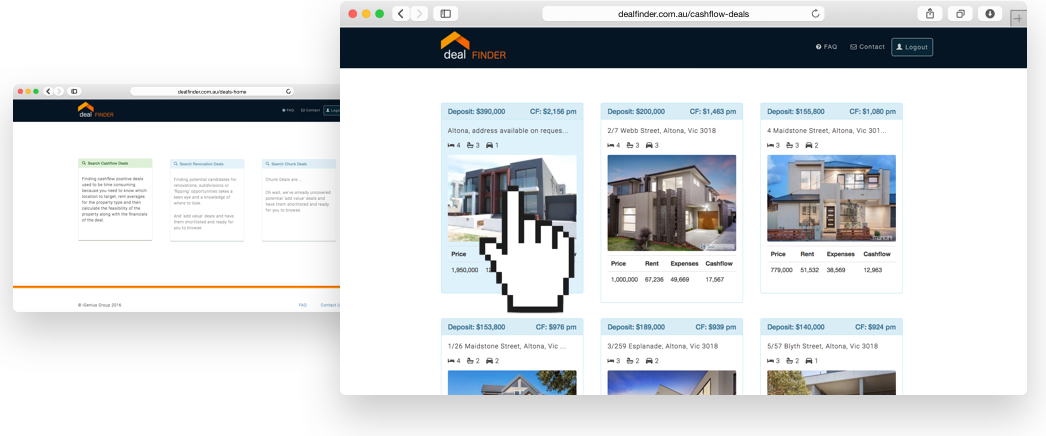 dealfinder.com.au/deals-home
deal FINDER
FAQ
Contact
Search Cashflow Deals
Finding cashflow positive deals
used to be time consuming
because you need to know which
location to target, rent averages
for the property type and then
calculate the feasibility of the
property along with the financials
of the deal.
Search Renovation Deals
Finding potential candidates for
renovations, subdivisions or
'flipping' opportunities takes a
keen eye and a knowledge of
where to look.
And 'add value' deals and have
them shortlisted and ready for
you to browse.
Search Chunk Deals
Chunk Deals are ...
Oh wait, we've already uncovered
potential 'add value' deals and
have them shortlisted and ready
for you to browse.
© iGenius Group 2016
FAQ
dealfinder.com.au/cashflow-deals
deal FINDER
FAQ
Contact
Logout
Deposit: $390,000 CF: $2,156 pm
Altona, address available on reques...
4 3 1
Price
1,950,000
Deposit: $200,000 CF: $1,463 pm
2/7 Webb Street, Altona, Vic 3018
4 3 3
Price Rent Expenses Cashflow
1,000,000 67,236 49,669 17,567
Deposit: $155,800 CF: $1,080 pm
4 Maidstone Street, Altona, Vic 301...
3 3 2
Price Rent Expenses Cashflow
779,000 51,532 38,569 12,963
Deposit: $153,800 CF: $976 pm
1/26 Maidstone Street, Altona, Vic ...
4 2 2
Deposit: $189,000 CF: $939 pm
3/259 Esplanade, Altona, Vic 3018
3 2 2
Deposit: $140,000 CF: $924 pm
5/57 Blyth Street, Altona, Vic 3018
3 2 1